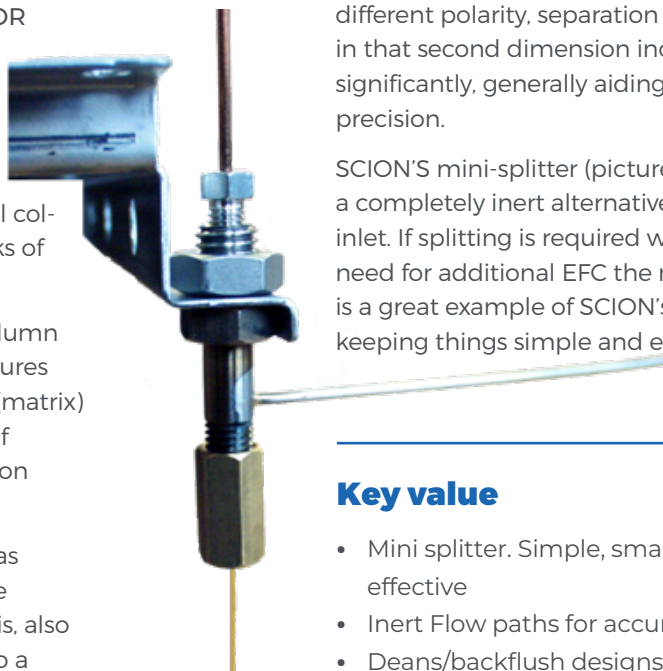 OR
l col-
ks of
lumn
ures
(matrix)
f
on
as
e
is, also
o a
different polarity, separation
in that second dimension inc
significantly, generally aiding
precision.
SCION'S mini-splitter (picture
a completely inert alternative
inlet. If splitting is required w
need for additional EFC the r
is a great example of SCION's
keeping things simple and e
Key value
• Mini splitter. Simple, sma
effective
• Inert Flow paths for accur
• Deans/backflush designs